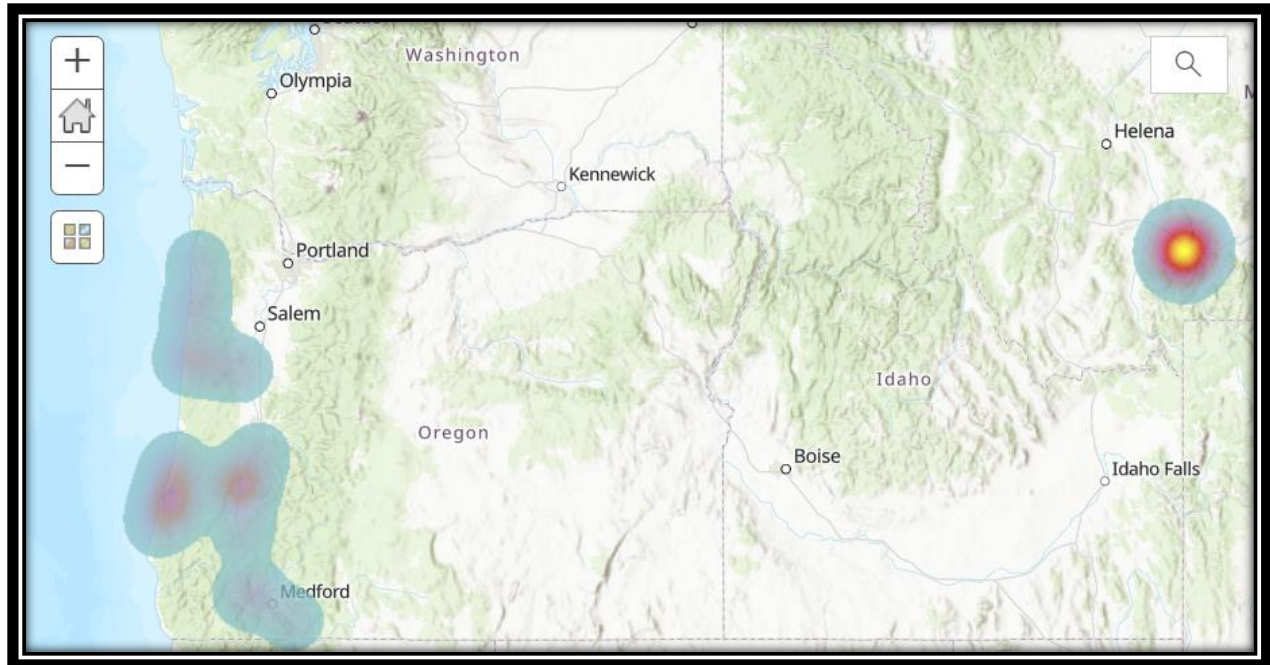 Washington
Olympia
Helena
Kennewick
Portland
Salem
Idaho
Oregon
Boise
Idaho Falls
Medford